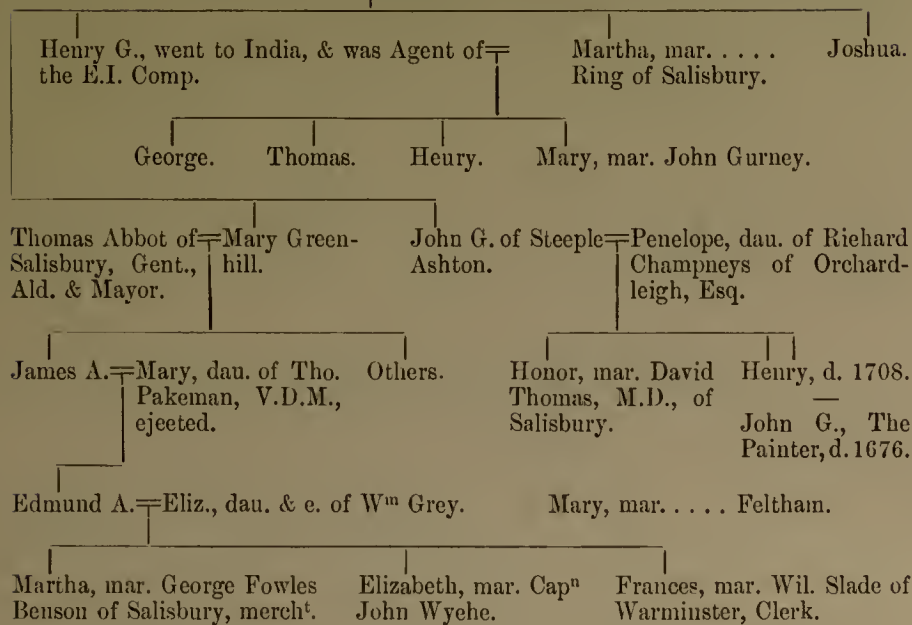 Henry G., went to India, & was Agent of
the E.I. Comp.
Martha, mar. . . . . .
Ring of Salisbury.
Joshua.
George. Thomas. Heury. Mary, mar. John Gurney.
Thomas Abbot of
Salisbury, Gent.,
Ald. & Mayor.
Mary Green-
hill.
John G. of Steeple
Ashton.
Penelope, dau. of Riehard
Champneys of Orchard-
leigh, Esq.
James A.
Mary, dau. of Tho.
Pakeman, V.D.M.,
ejeeted.
Others.
Honor, mar. David
Thomas, M.D., of
Salisbury.
Henry, d. 1708.
—
John G., The
Painter, d. 1676.
Edmund A.
Eliz., dau. & e. of Wᵐ Grey.
Mary, mar. . . . . Feltham.
Martha, mar. George Fowles
Benson of Salisbury, mercht.
Elizabeth, mar. Capⁿ
John Wyehe.
Frances, mar. Wil. Slade of
Warminster, Clerk.